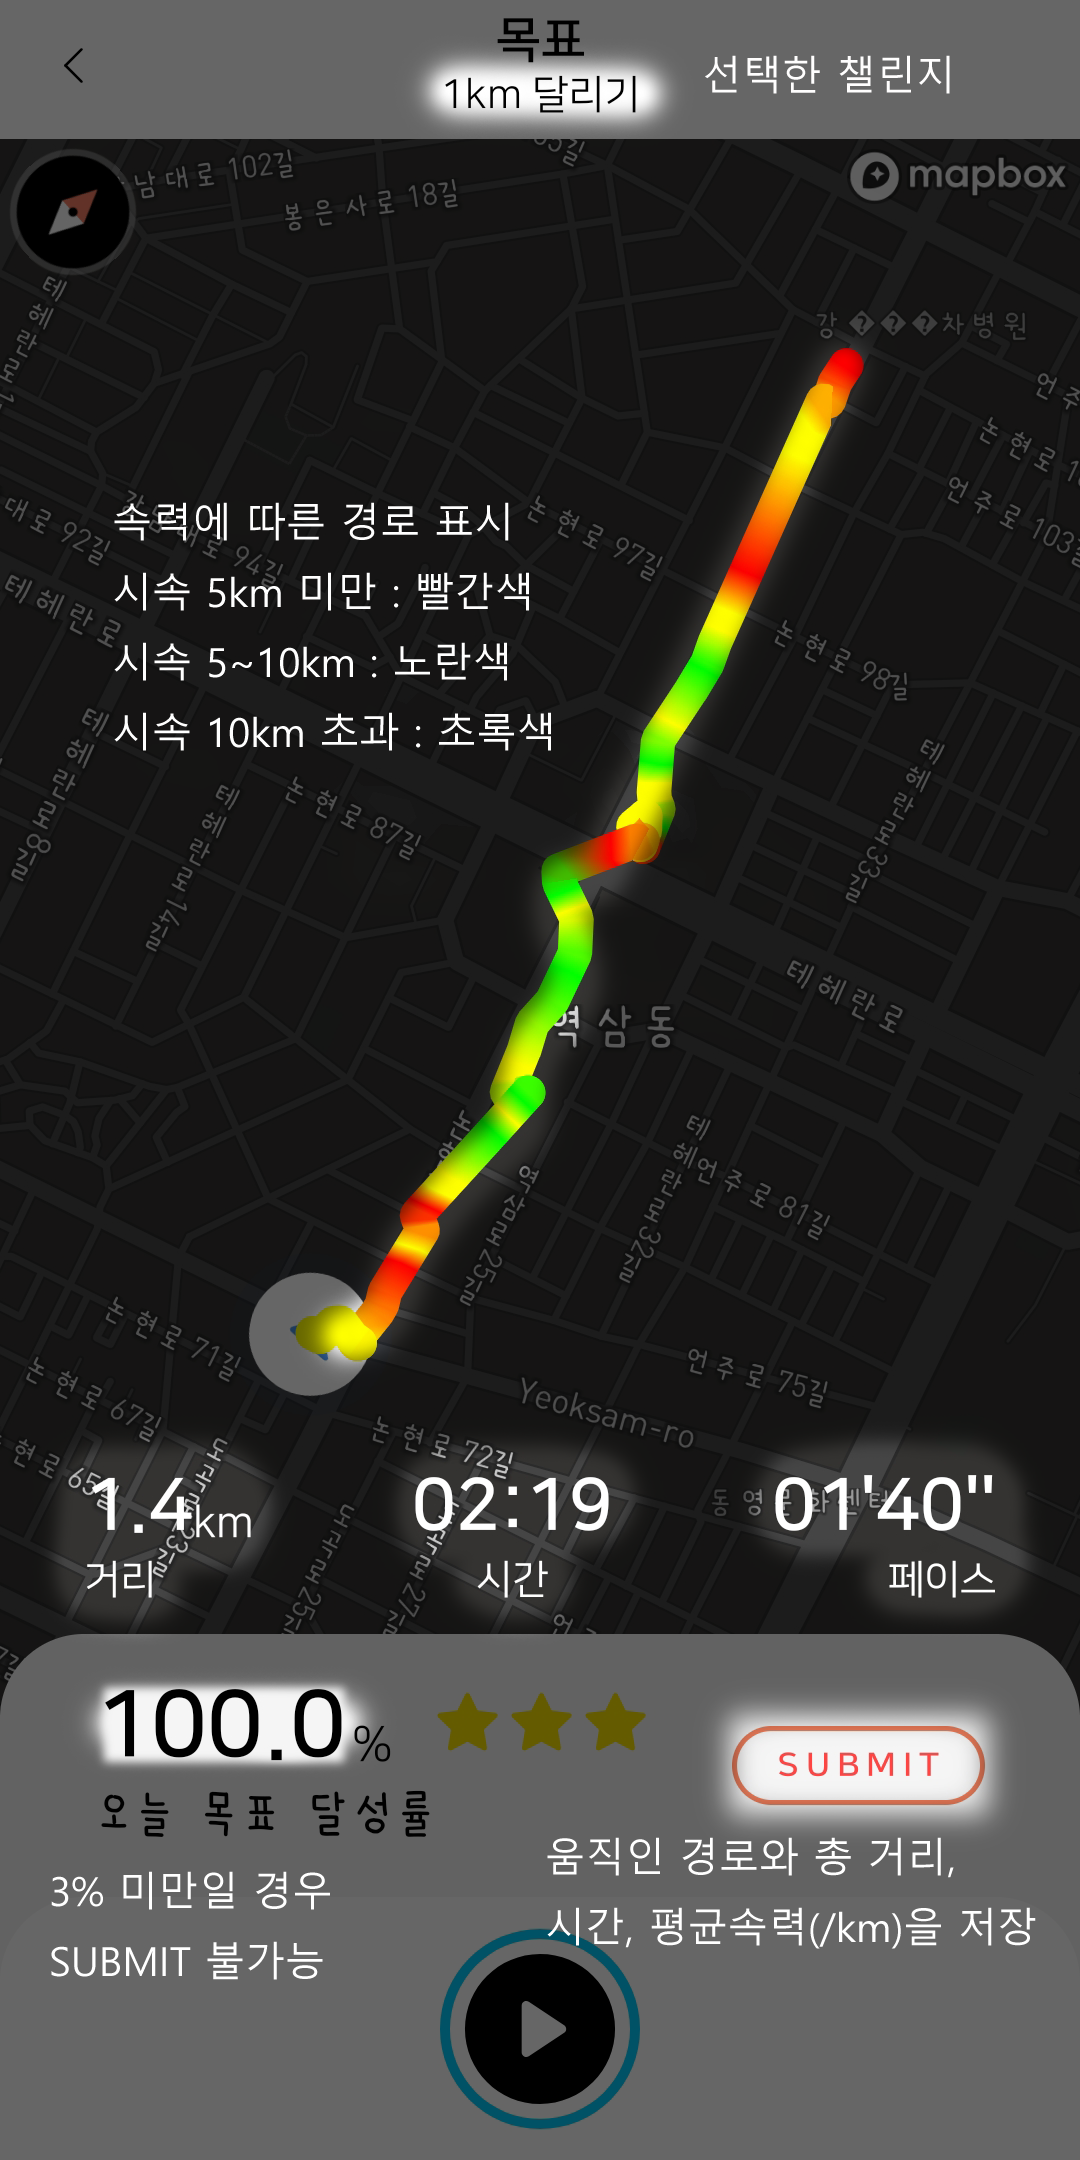 목표
1km 달리기
선택한 챌린지
남대로 102길
봉은사로 18길
mapbox
차병원
논현로 97길
속력에 따른 경로 표시
대로 92길
시속 5km 미만 : 빨간색
테헤란로
언주로 103길
시속 5~10km : 노란색
논현로 98길
시속 10km 초과 : 초록색
논현로 87길
테헤란로33길
테헤란로14길
테헤란로
역삼동
언주로 81길
테헤란로32길
역삼로25길
논현로 71길
언주로 75길
논현로 67길
Yeoksam-ro
논현로 72길
1.4km
02:19
01'40"
거리
시간
페이스
100.0%
SUBMIT
오늘 목표 달성률
움직인 경로와 총 거리,
3% 미만일 경우
시간, 평균속력(/km)을 저장
SUBMIT 불가능